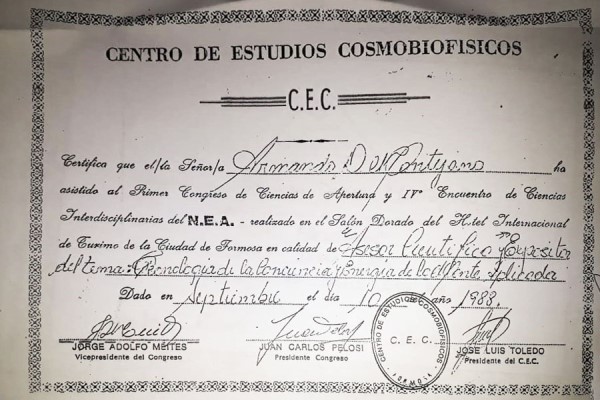 CENTRO DE ESTUDIOS COSMOBIOFISICOS
C.E.C.
Certifica que el/la Señor/a Armando D. ha
asistido al Primer Congreso de Ciencias de Apertura y IVº Encuentro de Ciencias
Interdisciplinarias del N.E.A. - realizado en el Salón Dorado del Hotel Internacional
de Turismo de la Ciudad de Formosa en calidad de Asesor Científico y Expositor
del tema: Tecnología de la Conciencia y Energía de la Mente Aplicada
Dado en Septiembre el día 10 año 1988
JORGE ADOLFO MEITES JUAN CARLOS PELOSI JOSE LUIS TOLEDO
Vicepresidente del Congreso Presidente Congreso Presidente del C.E.C.
CENTRO DE ESTUDIOS COSMOBIOFISICOS
C. E. C.